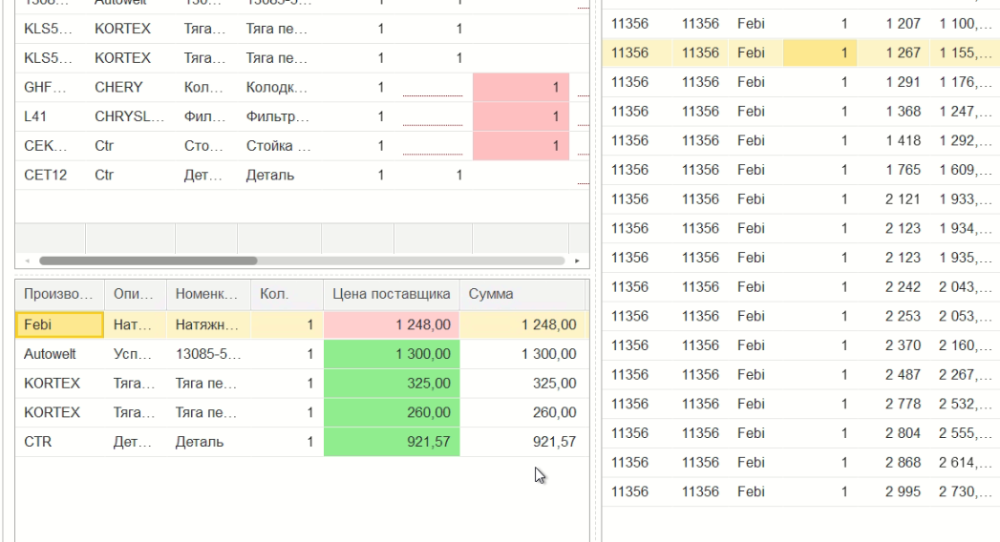 Autowelt 130... 13085-5... 1 1
KLS5... KORTEX Тяга... Тяга пе... 1 1
KLS5... KORTEX Тяга... Тяга пе... 1 1
GHF... CHERY Кол... Колодк... 1 1
L41 CHRYSL... Фил... Фильтр... 1 1
CEK... Ctr Сто... Стойка ... 1 1
CET12 Ctr Дет... Деталь 1 1
Произво... Опи... Номенк... Кол. Цена поставщика Сумма
Febi Нат... Натяжн... 1 1 248,00 1 248,00
Autowelt Усп... 13085-5... 1 1 300,00 1 300,00
KORTEX Тяга... Тяга пе... 1 325,00 325,00
KORTEX Тяга... Тяга пе... 1 260,00 260,00
CTR Дет... Деталь 1 921,57 921,57
11356 11356 Febi 1 1 207 1 100,...
11356 11356 Febi 1 1 267 1 155,...
11356 11356 Febi 1 1 291 1 176,...
11356 11356 Febi 1 1 368 1 247,...
11356 11356 Febi 1 1 418 1 292,...
11356 11356 Febi 1 1 765 1 609,...
11356 11356 Febi 1 2 121 1 933,...
11356 11356 Febi 1 2 123 1 934,...
11356 11356 Febi 1 2 123 1 935,...
11356 11356 Febi 1 2 242 2 043,...
11356 11356 Febi 1 2 253 2 053,...
11356 11356 Febi 1 2 370 2 160,...
11356 11356 Febi 1 2 487 2 267,...
11356 11356 Febi 1 2 778 2 532,...
11356 11356 Febi 1 2 804 2 555,...
11356 11356 Febi 1 2 868 2 614,...
11356 11356 Febi 1 2 995 2 730,...